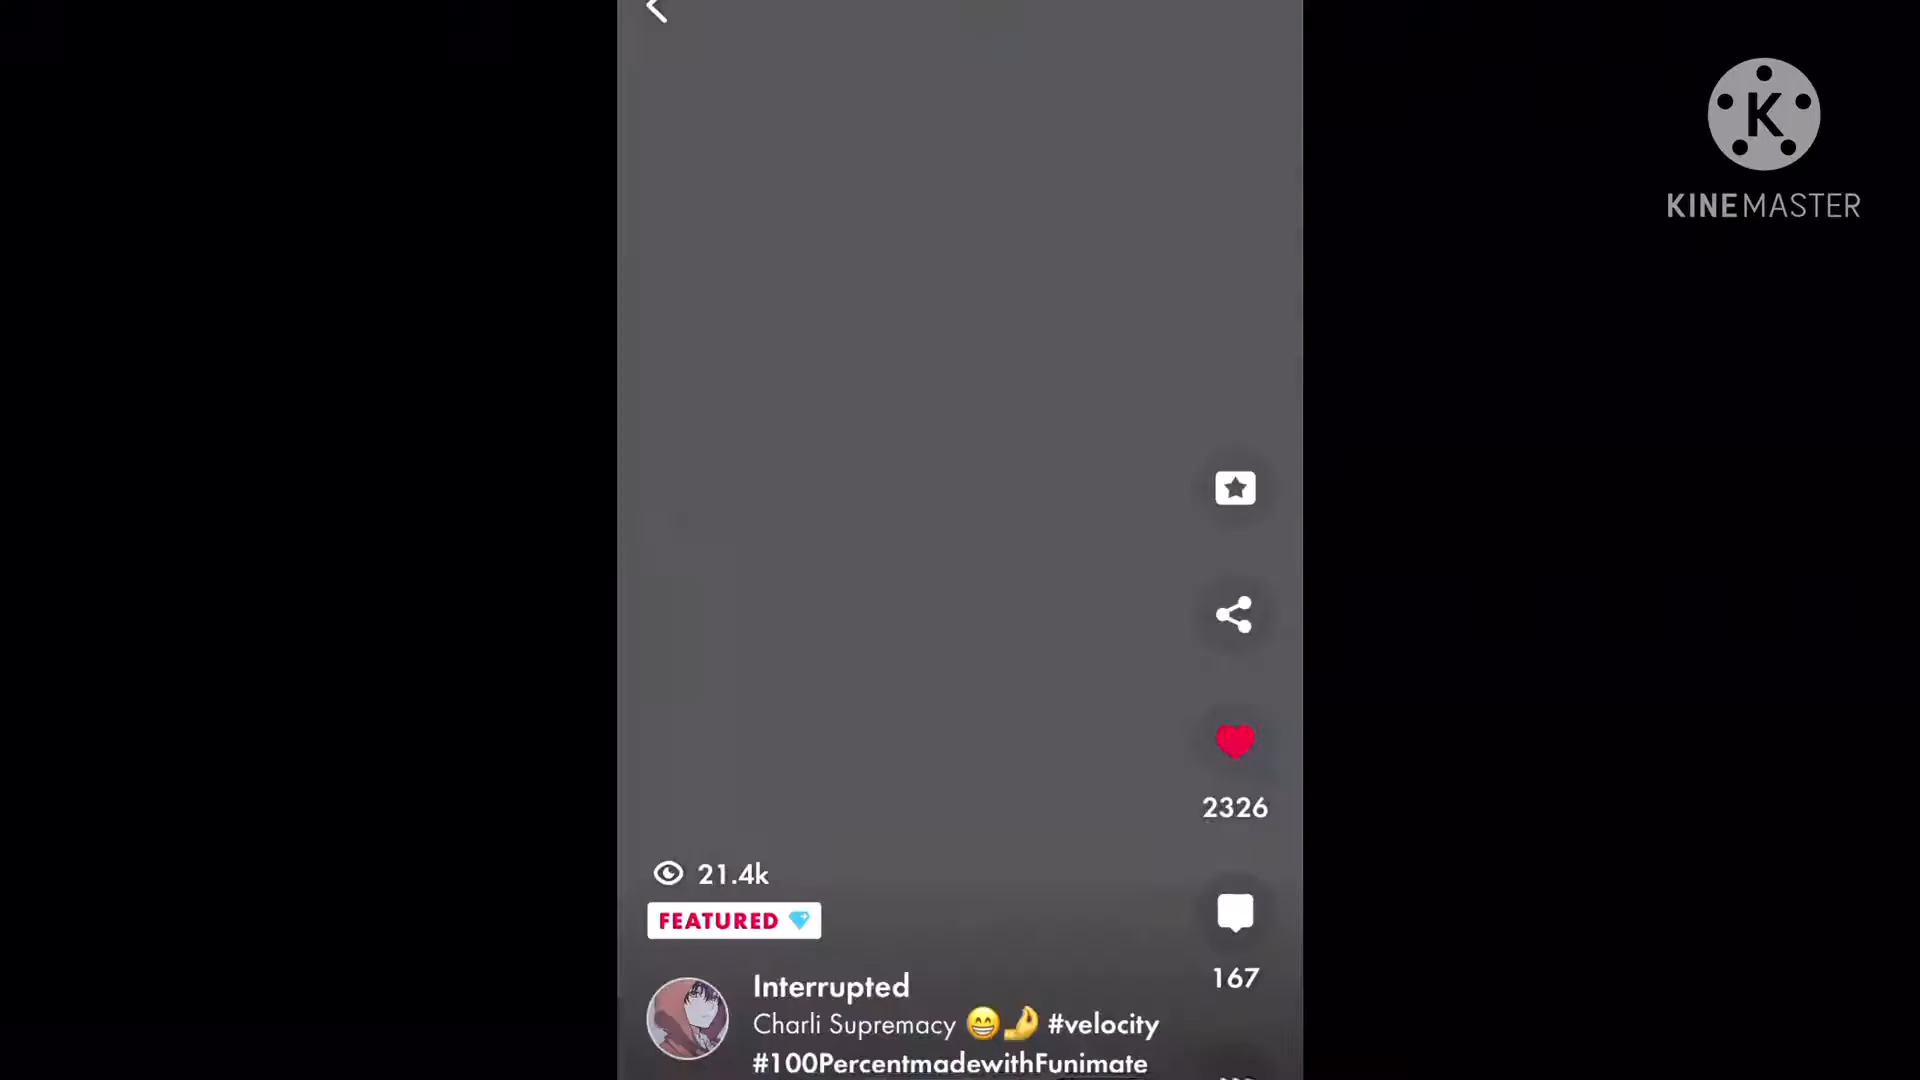 K
KINEMASTER
2326
21.4k
FEATURED
167
Interrupted
Charli Supremacy 😁🤌 #velocity
#100PercentmadewithFunimate